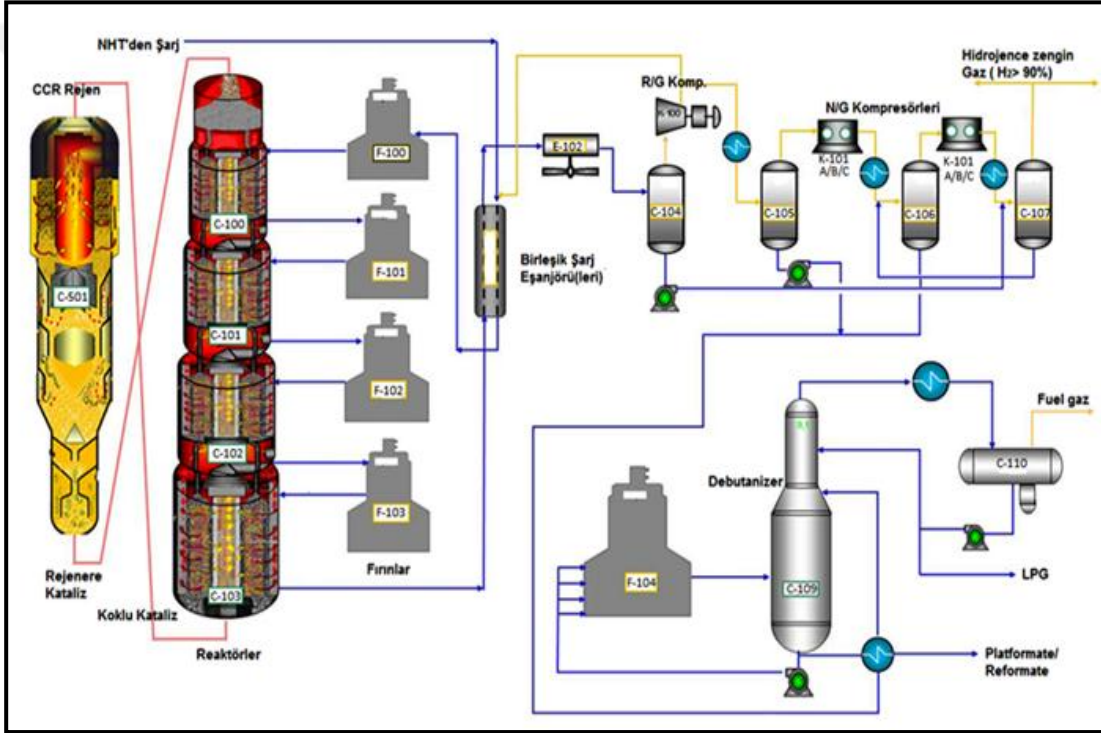 NHT'den Şarj
CCR Rejen
C-501
Rejenere
Kataliz
Koklu Kataliz
C-100
C-101
C-102
C-103
Reaktörler
F-100
F-101
F-102
F-103
Fırınlar
Birleşik Şarj
Eşanjörü(leri)
E-102
R/G Komp.
K-100
C-104
C-105
N/G Kompresörleri
K-101
A/B/C
K-101
A/B/C
C-106
C-107
Hidrojence zengin
Gaz ( H2> 90%)
Debutanizer
F-104
C-109
C-110
Fuel gaz
LPG
Platformate/
Reformate